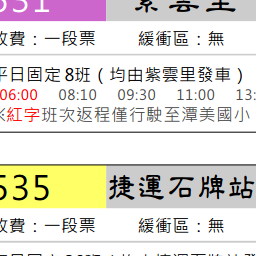 531 紫雲里
收費：一段票 緩衝區：無
平日固定 8班（均由紫雲里發車）
06:00 08:10 09:30 11:00 13:
※紅字班次返程僅行駛至潭美國小
535 捷運石牌站
收費：一段票 緩衝區：無